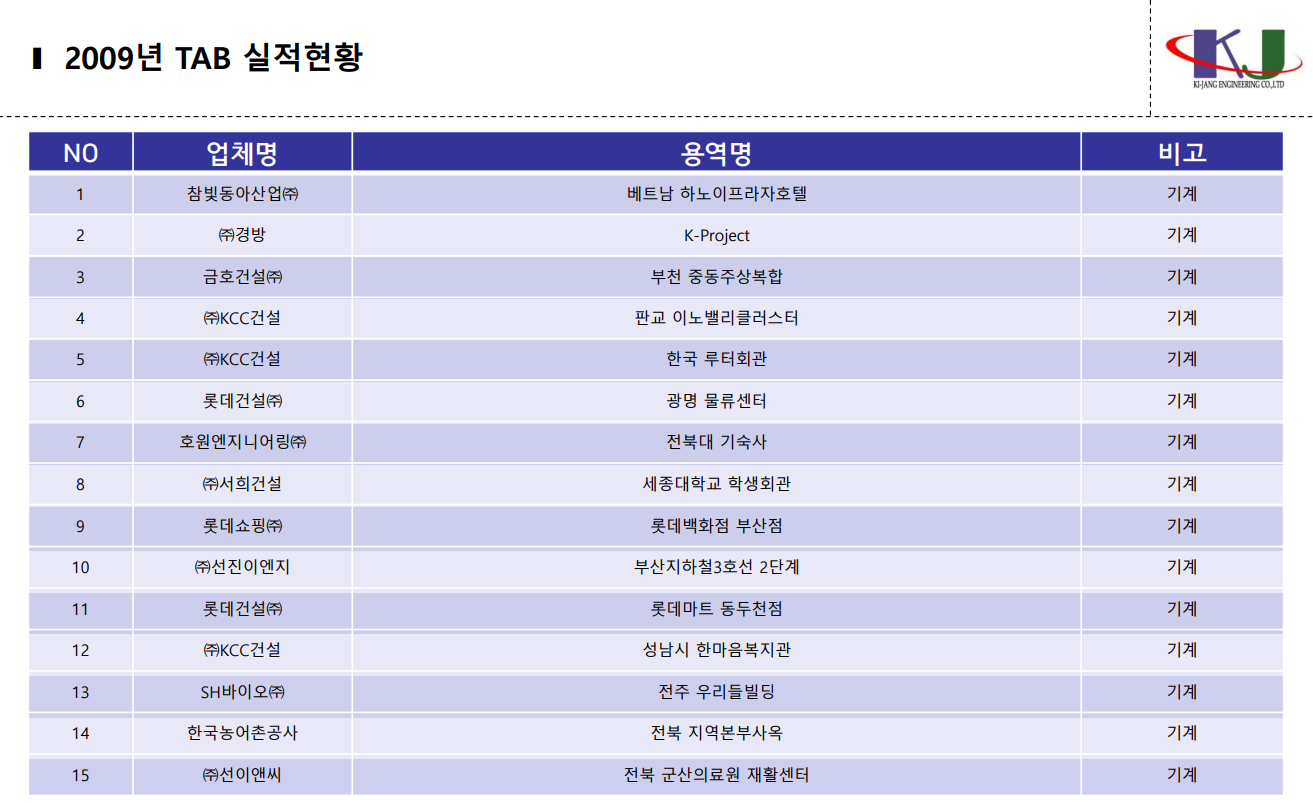 2009년 TAB 실적현황
KJ
KI-JANG ENGINEERING CO.,LTD
NO 업체명 용역명 비고
1 참빛동아산업㈜ 베트남 하노이프라자호텔 기계
2 ㈜경방 K-Project 기계
3 금호건설㈜ 부천 중동주상복합 기계
4 ㈜KCC건설 판교 이노밸리클러스터 기계
5 ㈜KCC건설 한국 루터회관 기계
6 롯데건설㈜ 광명 물류센터 기계
7 호원엔지니어링㈜ 전북대 기숙사 기계
8 ㈜서희건설 세종대학교 학생회관 기계
9 롯데쇼핑㈜ 롯데백화점 부산점 기계
10 ㈜선진이엔지 부산지하철3호선 2단계 기계
11 롯데건설㈜ 롯데마트 동두천점 기계
12 ㈜KCC건설 성남시 한마음복지관 기계
13 SH바이오㈜ 전주 우리들빌딩 기계
14 한국농어촌공사 전북 지역본부사옥 기계
15 ㈜선이앤씨 전북 군산의료원 재활센터 기계